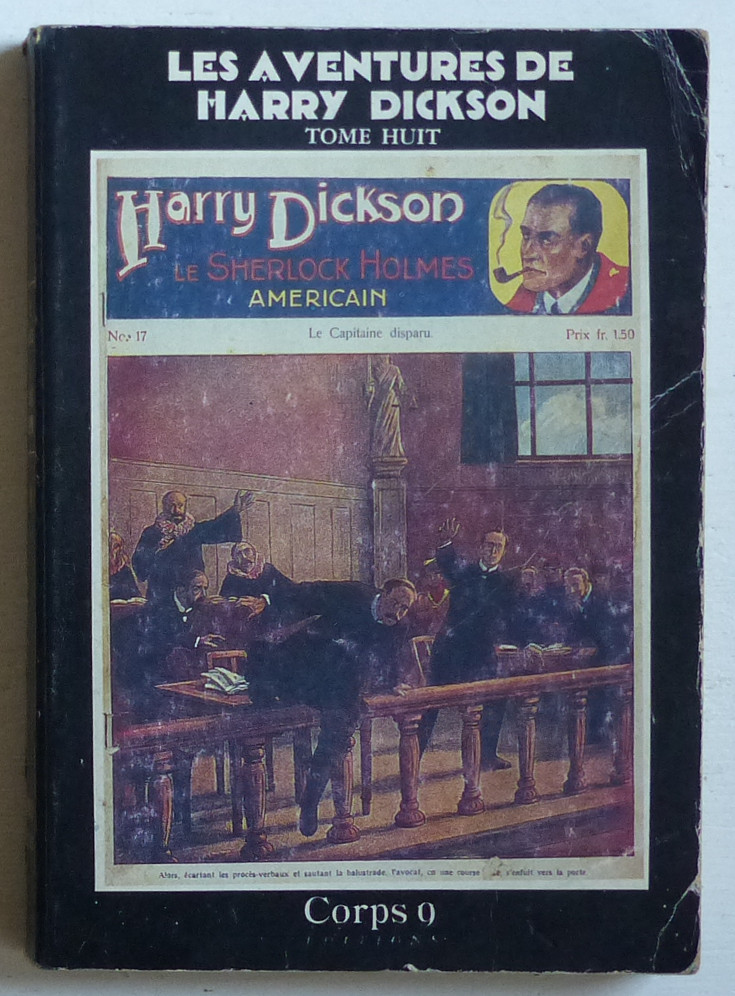 LES AVENTURES DE
HARRY DICKSON
TOME HUIT
Harry Dickson
LE SHERLOCK HOLMES
AMERICAIN
No. 17 Le Capitaine disparu. Prix fr. 1.50
Alors, écartant les procès-verbaux et sautant la balustrade, l'avocat, en une course s'enfuit vers la porte.
Corps 9
EDITIONS